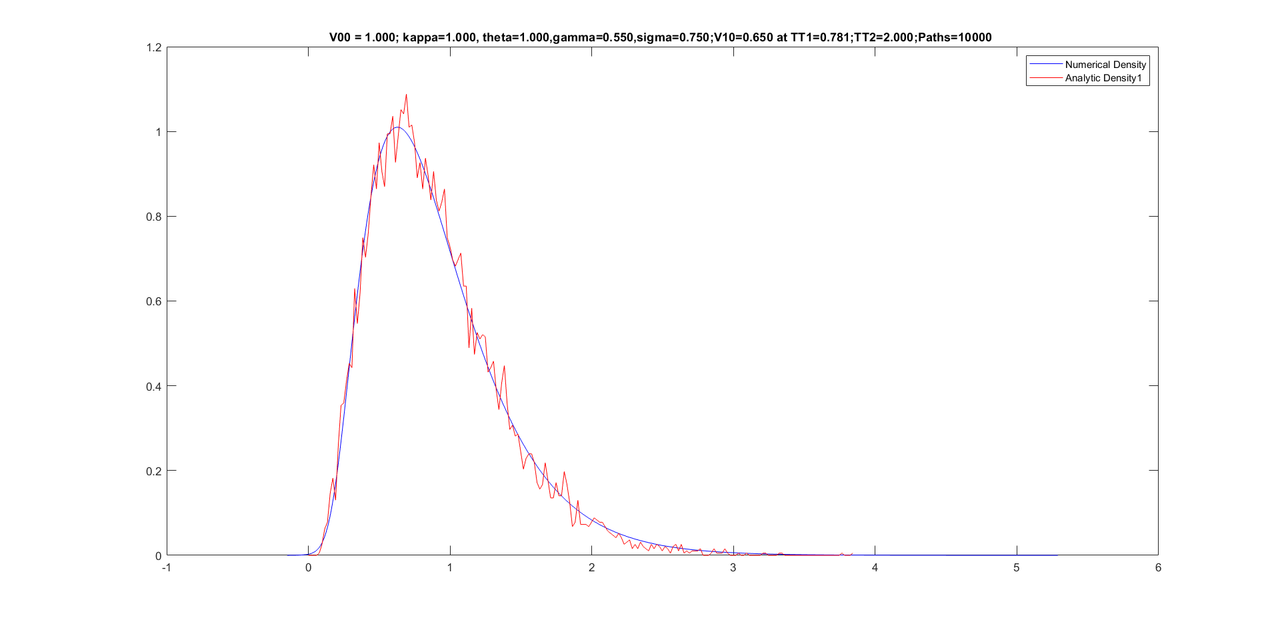 V00 = 1.000; kappa=1.000, theta=1.000,gamma=0.550,sigma=0.750;V10=0.650 at TT1=0.781;TT2=2.000;Paths=10000
Numerical Density
Analytic Density1
1.2
1
0.8
0.6
0.4
0.2
0
-1 0 1 2 3 4 5 6